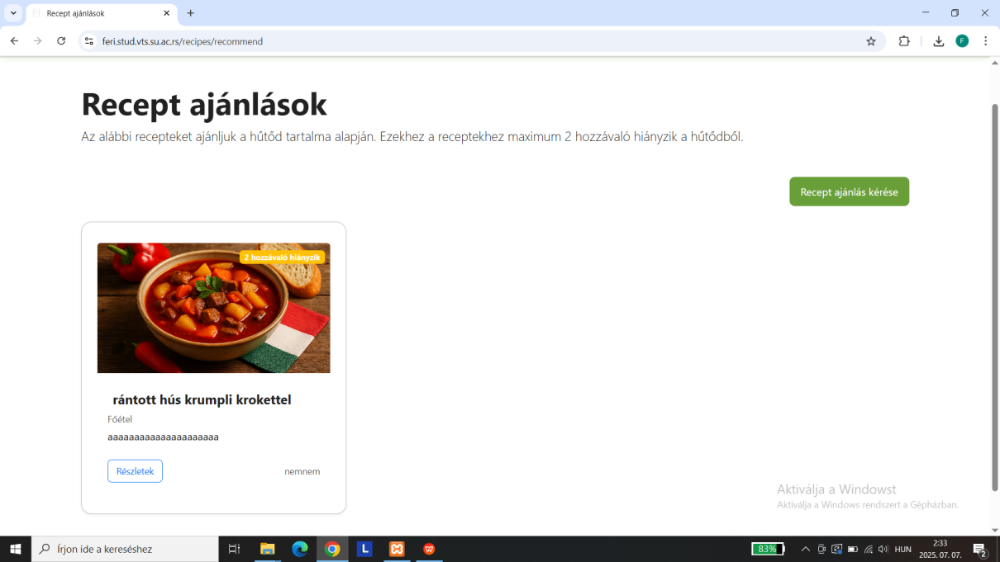 Recept ajánlások
feri.stud.vts.su.ac.rs/recipes/recommend
F
Recept ajánlások
Az alábbi recepteket ajánljuk a hűtőd tartalma alapján. Ezekhez a receptekhez maximum 2 hozzávaló hiányzik a hűtődből.
Recept ajánlás kérése
2 hozzávaló hiányzik
rántott hús krumpli krokettel
Főétel
aaaaaaaaaaaaaaaaaaaaa
Részletek
nemnem
Aktiválja a Windowst
Aktiválja a Windows rendszert a Gépházban.
Írjon ide a kereséshez
L
83%
HUN
2:33
2025. 07. 07.
2